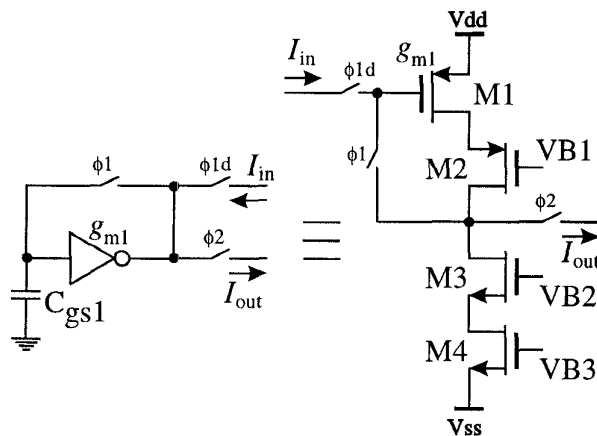 Vdd
I_in
g_m1
ϕ1d
M1
ϕ1
ϕ1d
I_in
ϕ1
M2
VB1
g_m1
ϕ2
ϕ2
I_out
I_out
C_gs1
M3
VB2
M4
VB3
Vss